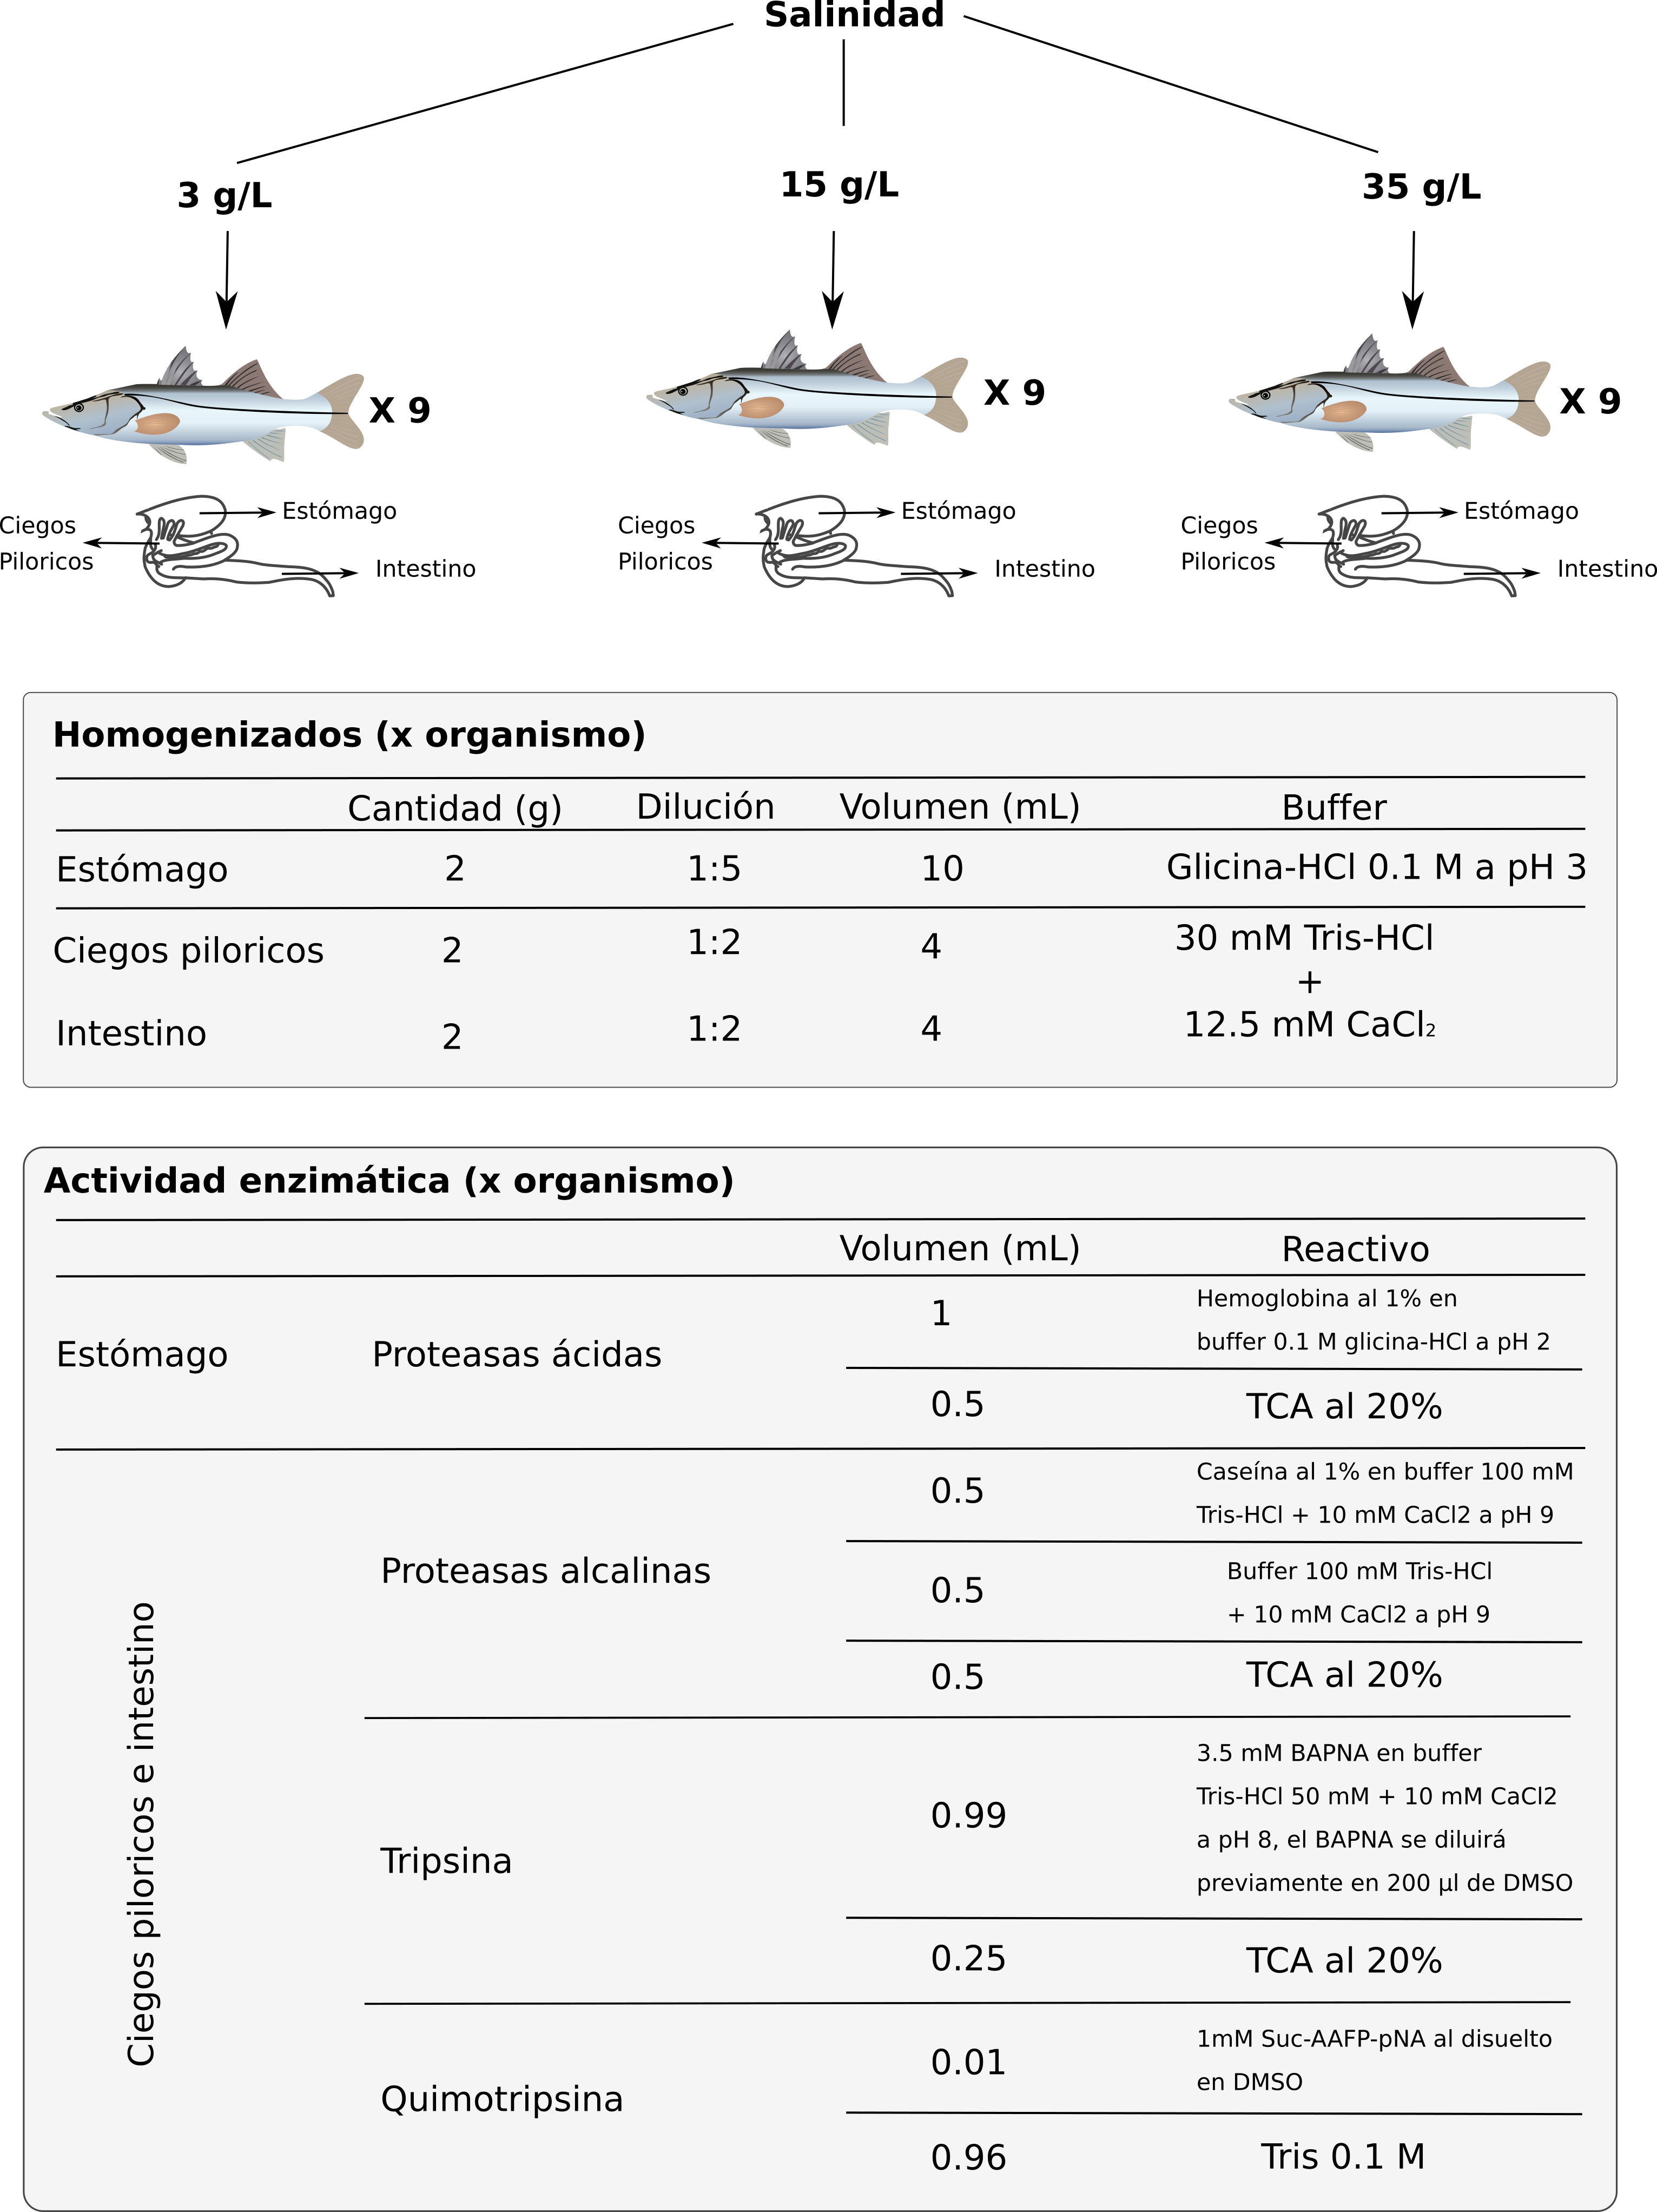 Salinidad
3 g/L
15 g/L
35 g/L
X 9
X 9
X 9
Ciegos
Piloricos
Estómago
Intestino
Ciegos
Piloricos
Estómago
Intestino
Ciegos
Piloricos
Estómago
Intestino
Homogenizados (x organismo)
Cantidad (g) Dilución Volumen (mL) Buffer
Estómago 2 1:5 10 Glicina-HCl 0.1 M a pH 3
Ciegos piloricos 2 1:2 4 30 mM Tris-HCl
+
Intestino 2 1:2 4 12.5 mM CaCl₂
Actividad enzimática (x organismo)
Volumen (mL) Reactivo
Estómago
Proteasas ácidas
1
Hemoglobina al 1% en
buffer 0.1 M glicina-HCl a pH 2
0.5 TCA al 20%
Ciegos piloricos e intestino
Proteasas alcalinas
0.5
Caseína al 1% en buffer 100 mM
Tris-HCl + 10 mM CaCl2 a pH 9
0.5
Buffer 100 mM Tris-HCl
+ 10 mM CaCl2 a pH 9
0.5 TCA al 20%
Tripsina
0.99
3.5 mM BAPNA en buffer
Tris-HCl 50 mM + 10 mM CaCl2
a pH 8, el BAPNA se diluirá
previamente en 200 µl de DMSO
0.25 TCA al 20%
Quimotripsina
0.01
1mM Suc-AAFP-pNA al disuelto
en DMSO
0.96 Tris 0.1 M